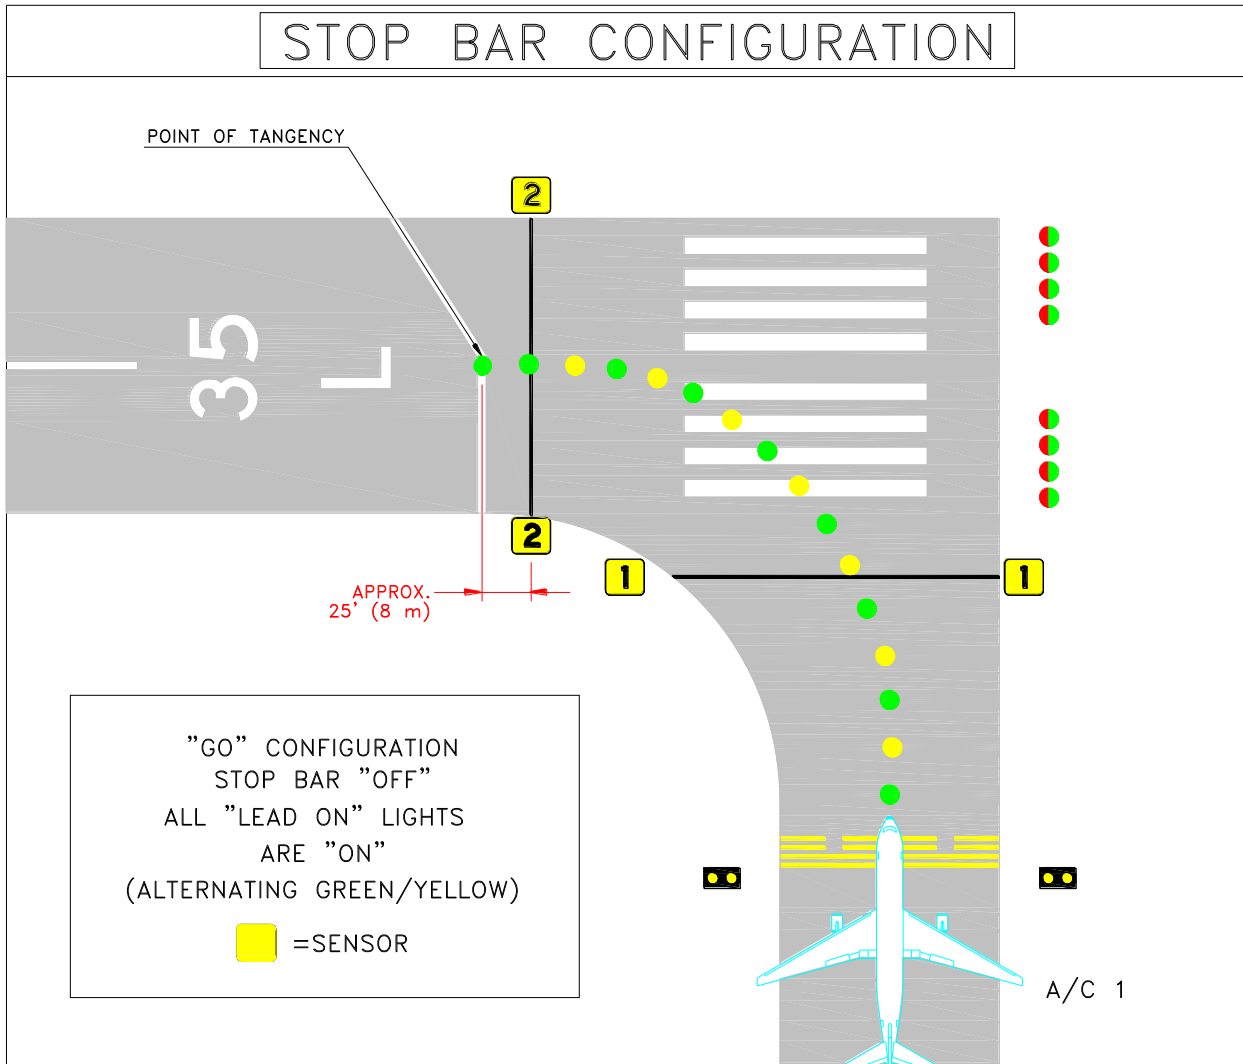 STOP BAR CONFIGURATION
POINT OF TANGENCY
2
35
L
2
1
1
APPROX.
25' (8 m)
"GO" CONFIGURATION
STOP BAR "OFF"
ALL "LEAD ON" LIGHTS
ARE "ON"
(ALTERNATING GREEN/YELLOW)
=SENSOR
A/C 1